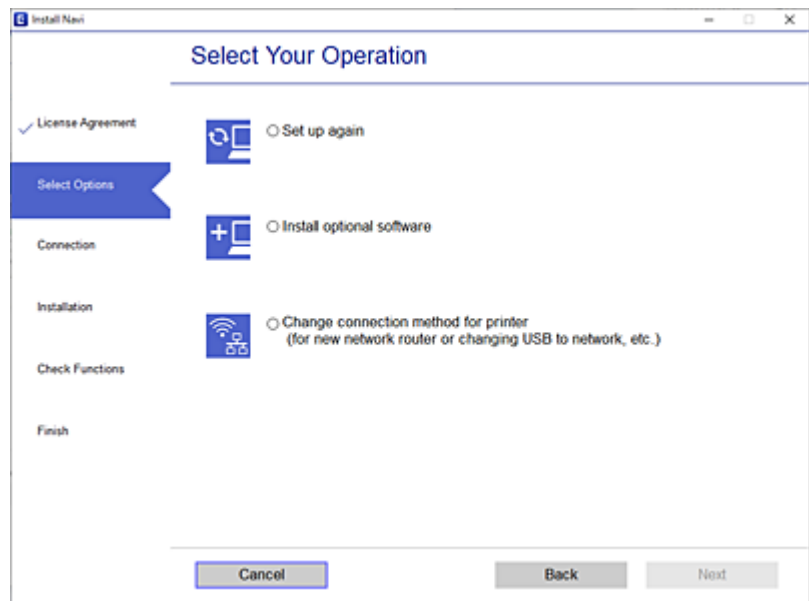 Install Navi
Select Your Operation
License Agreement
Select Options
Connection
Installation
Check Functions
Finish
Set up again
Install optional software
Change connection method for printer
(for new network router or changing USB to network, etc.)
Cancel
Back
Next